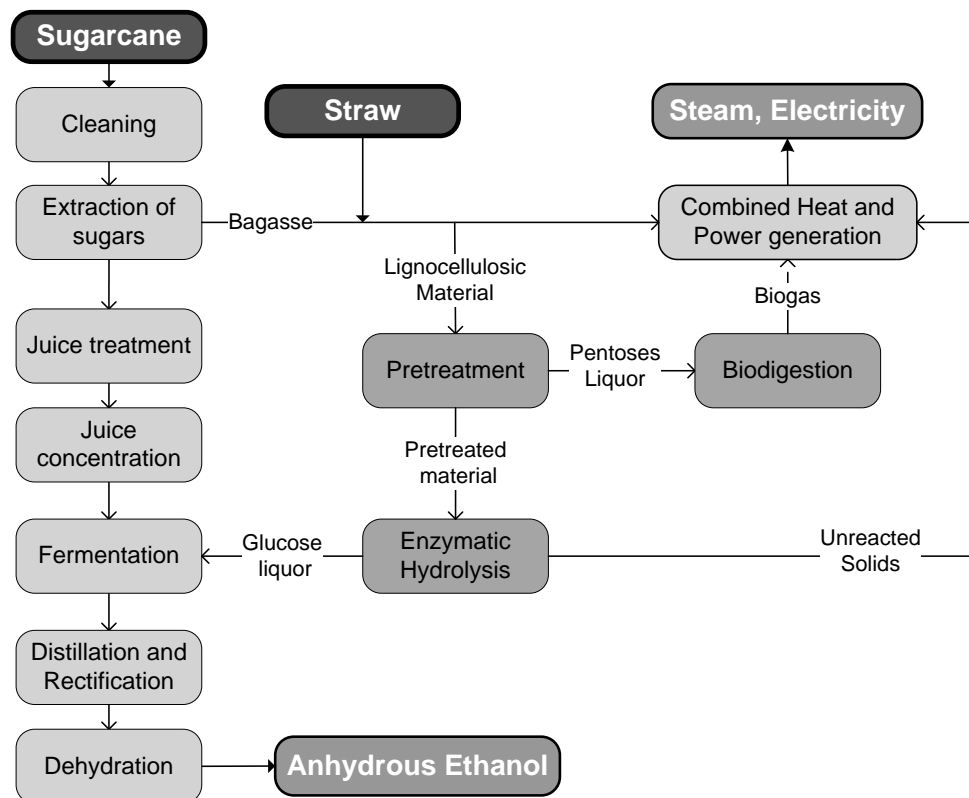 Sugarcane
Cleaning
Straw
Steam, Electricity
Extraction of
sugars
Bagasse
Combined Heat and
Power generation
Lignocellulosic
Material
Biogas
Juice treatment
Pretreatment
Pentoses
Liquor
Biodigestion
Juice
concentration
Pretreated
material
Fermentation
Glucose
liquor
Enzymatic
Hydrolysis
Unreacted
Solids
Distillation and
Rectification
Dehydration
Anhydrous Ethanol